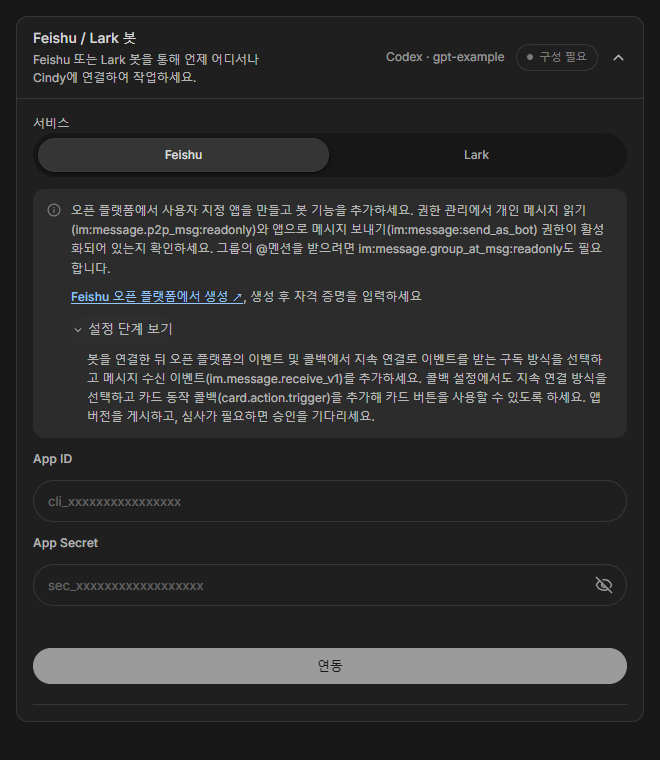 Feishu / Lark 봇
Feishu 또는 Lark 봇을 통해 언제 어디서나
Cindy에 연결하여 작업하세요.
Codex · gpt-example
구성 필요
서비스
Feishu
Lark
오픈 플랫폼에서 사용자 지정 앱을 만들고 봇 기능을 추가하세요. 권한 관리에서 개인 메시지 읽기
(im:message.p2p_msg:readonly)와 앱으로 메시지 보내기(im:message:send_as_bot) 권한이 활성
화되어 있는지 확인하세요. 그룹의 @멘션을 받으려면 im:message.group_at_msg:readonly도 필요
합니다.
Feishu 오픈 플랫폼에서 생성 ↗, 생성 후 자격 증명을 입력하세요
설정 단계 보기
봇을 연결한 뒤 오픈 플랫폼의 이벤트 및 콜백에서 지속 연결로 이벤트를 받는 구독 방식을 선택하
고 메시지 수신 이벤트(im.message.receive_v1)를 추가하세요. 콜백 설정에서도 지속 연결 방식을
선택하고 카드 동작 콜백(card.action.trigger)을 추가해 카드 버튼을 사용할 수 있도록 하세요. 앱
버전을 게시하고, 심사가 필요하면 승인을 기다리세요.
App ID
cli_xxxxxxxxxxxxxxxx
App Secret
sec_xxxxxxxxxxxxxxxxxx
연동